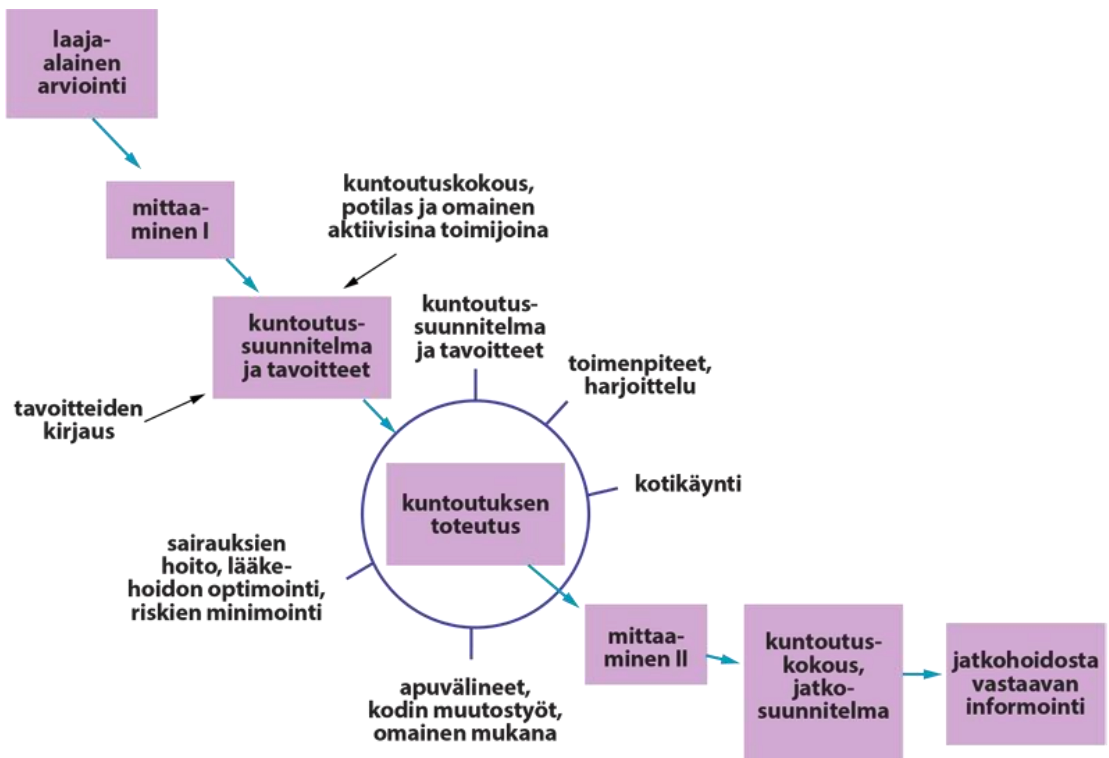 laaja-
alainen
arviointi
mittaa-
minen I
kuntoutuskokous,
potilas ja omainen
aktiivisina toimijoina
kuntoutus-
suunnitelma
ja tavoitteet
tavoitteiden
kirjaus
kuntoutus-
suunnitelma
ja tavoitteet
toimenpiteet,
harjoittelu
kotikäynti
kuntoutuksen
toteutus
sairauksien
hoito, lääke-
hoidon optimointi,
riskien minimointi
apuvälineet,
kodin muutostyöt,
omainen mukana
mittaa-
minen II
kuntoutus-
kokous,
jatko-
suunnitelma
jatkohoidosta
vastaavan
informointi